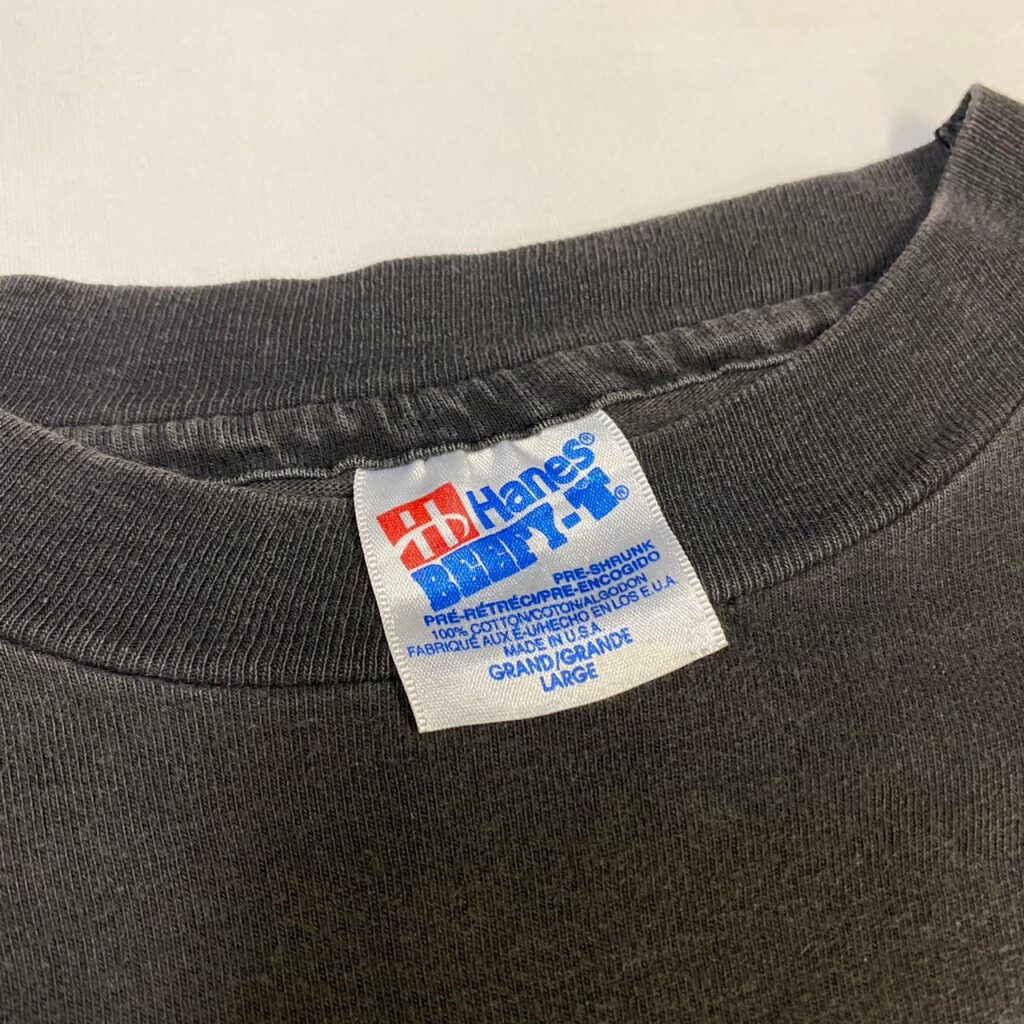 Hb Hanes®
BEEFY-T®
PRE-SHRUNK
PRÉ-RÉTRÉCI/PRE-ENCOGIDO
100% COTTON/COTON/ALGODON
FABRIQUÉ AUX É-U/HECHO EN LOS E.U.A
MADE IN U.S.A
GRAND/GRANDE
LARGE